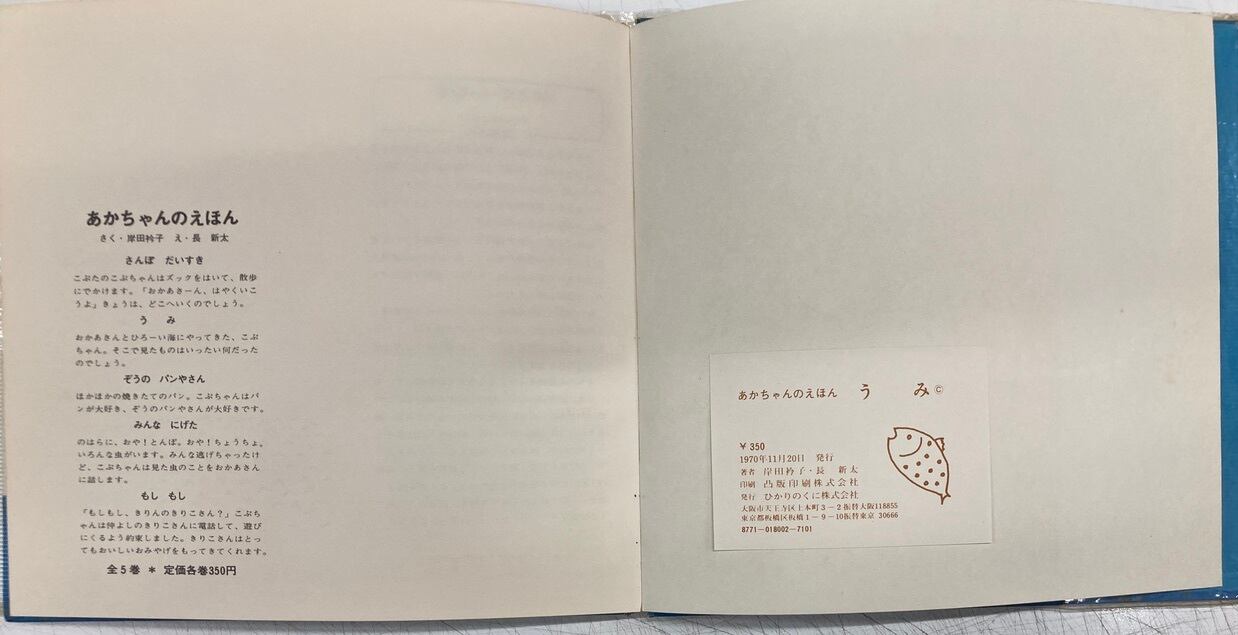 あかちゃんのえほん
さく・岸田衿子　え・長　新太
さんぽ　だいすき
こぶたのこぶちゃんはズックをはいて、散歩
にでかけます。「おかあさーん、はやくいこ
うよ」きょうは、どこへいくのでしょう。
う　み
おかあさんとひろーい海にやってきた、こぶ
ちゃん。そこで見たものはいったい何だった
のでしょう。
ぞうの　パンやさん
ほかほかの焼きたてのパン。こぶちゃんはパ
ンが大好き、ぞうのパンやさんが大好きです。
みんな　にげた
のはらに、おや！とんぼ。おや！ちょうちょ。
いろんな虫がいます。みんな逃げちゃったけ
ど、こぶちゃんは見た虫のことをおかあさん
に話します。
もし　もし
「もしもし、きりんのきりこさん？」こぶち
ゃんは仲よしのきりこさんに電話して、遊び
にくるよう約束しました。きりこさんはとっ
てもおいしいおみやげをもってきてくれます。
全5巻 ＊ 定価各巻350円
あかちゃんのえほん　う　み ©
￥350
1970年11月20日　発行
著者　岸田衿子・長　新太
印刷　凸版印刷株式会社
発行　ひかりのくに株式会社
大阪市天王寺区上本町3－2振替大阪118855
東京都板橋区板橋1－9－10振替東京 30666
8771―018002―7101